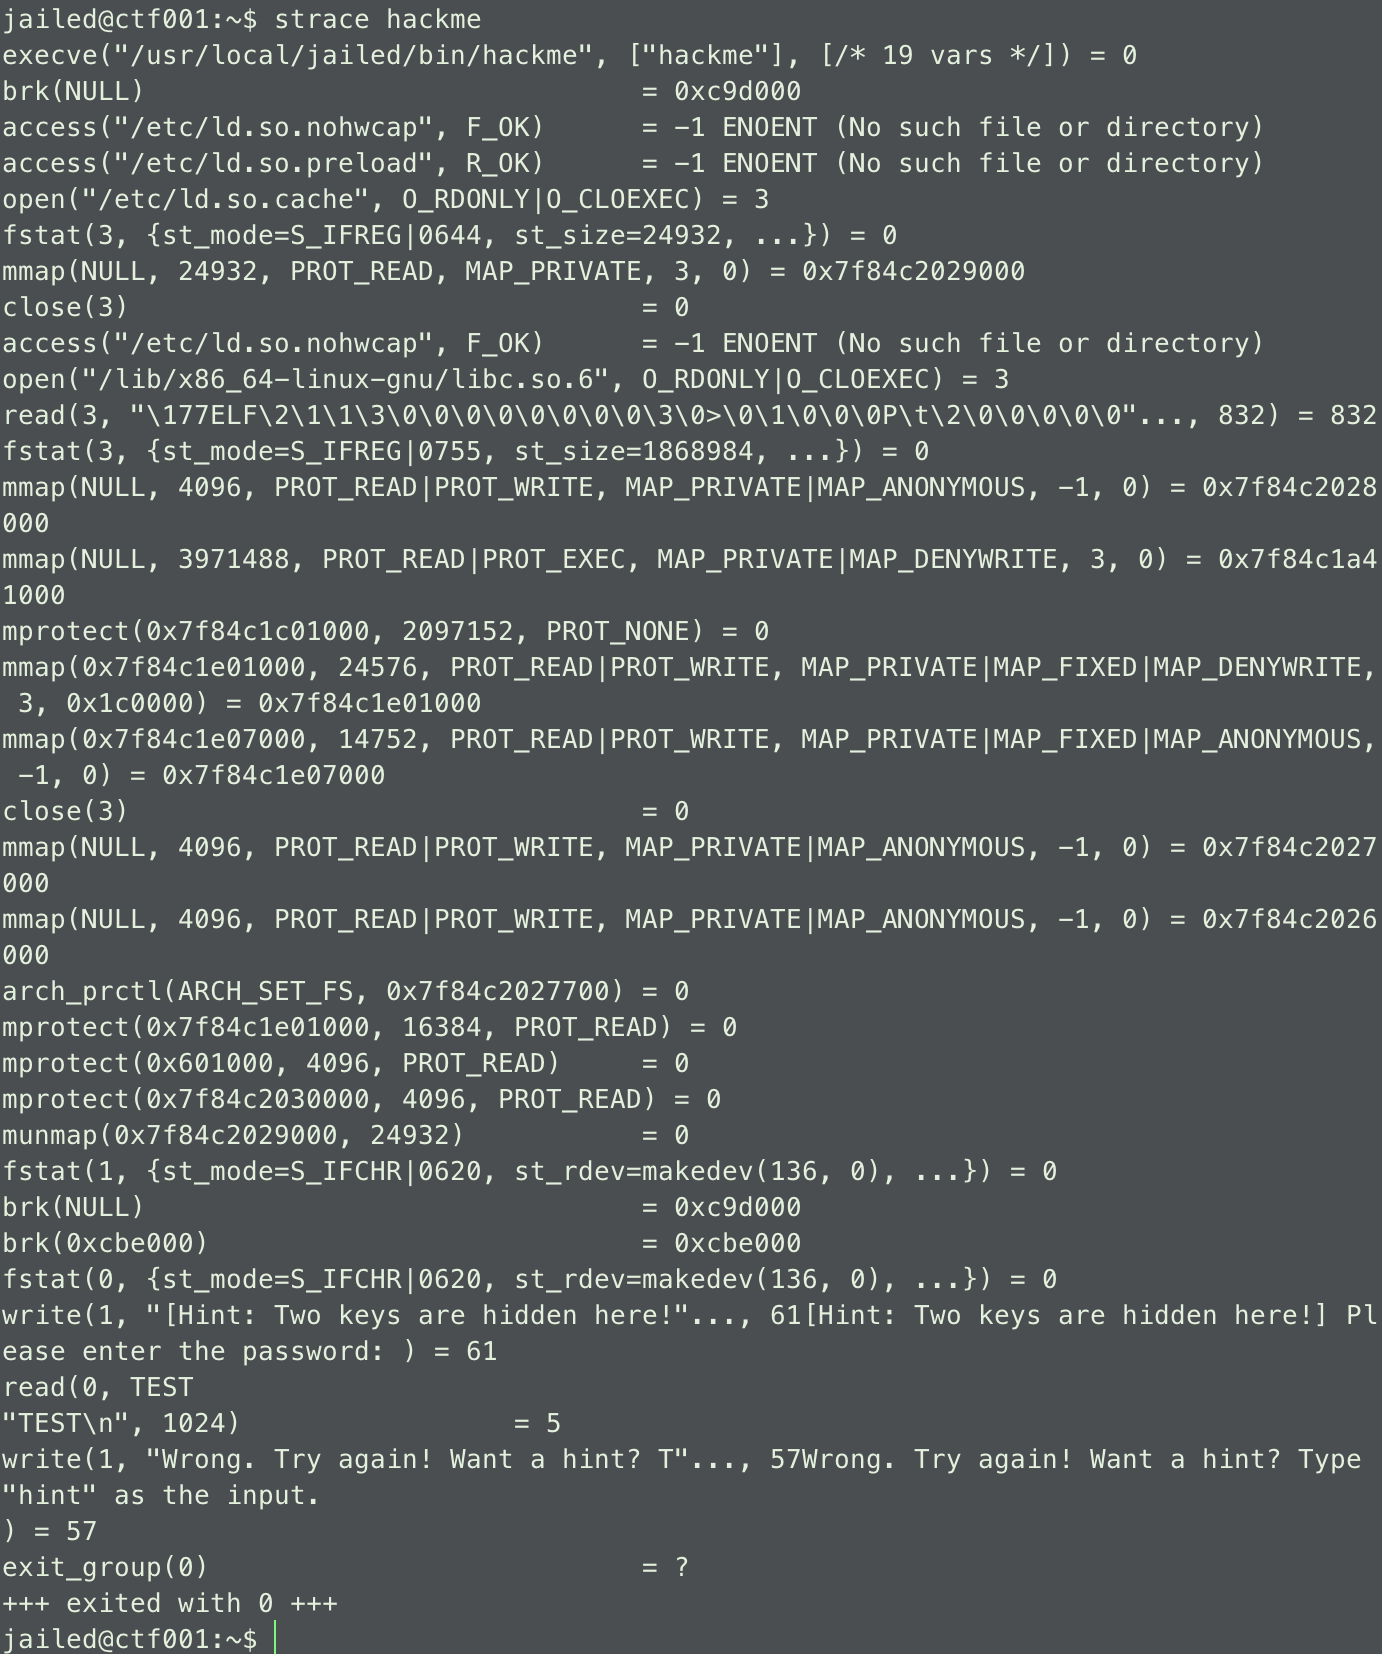 jailed@ctf001:~$ strace hackme
execve("/usr/local/jailed/bin/hackme", ["hackme"], [/* 19 vars */]) = 0
brk(NULL)                               = 0xc9d000
access("/etc/ld.so.nohwcap", F_OK)      = -1 ENOENT (No such file or directory)
access("/etc/ld.so.preload", R_OK)      = -1 ENOENT (No such file or directory)
open("/etc/ld.so.cache", O_RDONLY|O_CLOEXEC) = 3
fstat(3, {st_mode=S_IFREG|0644, st_size=24932, ...}) = 0
mmap(NULL, 24932, PROT_READ, MAP_PRIVATE, 3, 0) = 0x7f84c2029000
close(3)                                = 0
access("/etc/ld.so.nohwcap", F_OK)      = -1 ENOENT (No such file or directory)
open("/lib/x86_64-linux-gnu/libc.so.6", O_RDONLY|O_CLOEXEC) = 3
read(3, "\177ELF\2\1\1\3\0\0\0\0\0\0\0\0\3\0>\0\1\0\0\0P\t\2\0\0\0\0\0"..., 832) = 832
fstat(3, {st_mode=S_IFREG|0755, st_size=1868984, ...}) = 0
mmap(NULL, 4096, PROT_READ|PROT_WRITE, MAP_PRIVATE|MAP_ANONYMOUS, -1, 0) = 0x7f84c2028
000
mmap(NULL, 3971488, PROT_READ|PROT_EXEC, MAP_PRIVATE|MAP_DENYWRITE, 3, 0) = 0x7f84c1a4
1000
mprotect(0x7f84c1c01000, 2097152, PROT_NONE) = 0
mmap(0x7f84c1e01000, 24576, PROT_READ|PROT_WRITE, MAP_PRIVATE|MAP_FIXED|MAP_DENYWRITE,
 3, 0x1c0000) = 0x7f84c1e01000
mmap(0x7f84c1e07000, 14752, PROT_READ|PROT_WRITE, MAP_PRIVATE|MAP_FIXED|MAP_ANONYMOUS,
 -1, 0) = 0x7f84c1e07000
close(3)                                = 0
mmap(NULL, 4096, PROT_READ|PROT_WRITE, MAP_PRIVATE|MAP_ANONYMOUS, -1, 0) = 0x7f84c2027
000
mmap(NULL, 4096, PROT_READ|PROT_WRITE, MAP_PRIVATE|MAP_ANONYMOUS, -1, 0) = 0x7f84c2026
000
arch_prctl(ARCH_SET_FS, 0x7f84c2027700) = 0
mprotect(0x7f84c1e01000, 16384, PROT_READ) = 0
mprotect(0x601000, 4096, PROT_READ)     = 0
mprotect(0x7f84c2030000, 4096, PROT_READ) = 0
munmap(0x7f84c2029000, 24932)           = 0
fstat(1, {st_mode=S_IFCHR|0620, st_rdev=makedev(136, 0), ...}) = 0
brk(NULL)                               = 0xc9d000
brk(0xcbe000)                           = 0xcbe000
fstat(0, {st_mode=S_IFCHR|0620, st_rdev=makedev(136, 0), ...}) = 0
write(1, "[Hint: Two keys are hidden here!"..., 61[Hint: Two keys are hidden here!] Pl
ease enter the password: ) = 61
read(0, TEST
"TEST\n", 1024)                 = 5
write(1, "Wrong. Try again! Want a hint? T"..., 57Wrong. Try again! Want a hint? Type
"hint" as the input.
) = 57
exit_group(0)                           = ?
+++ exited with 0 +++
jailed@ctf001:~$